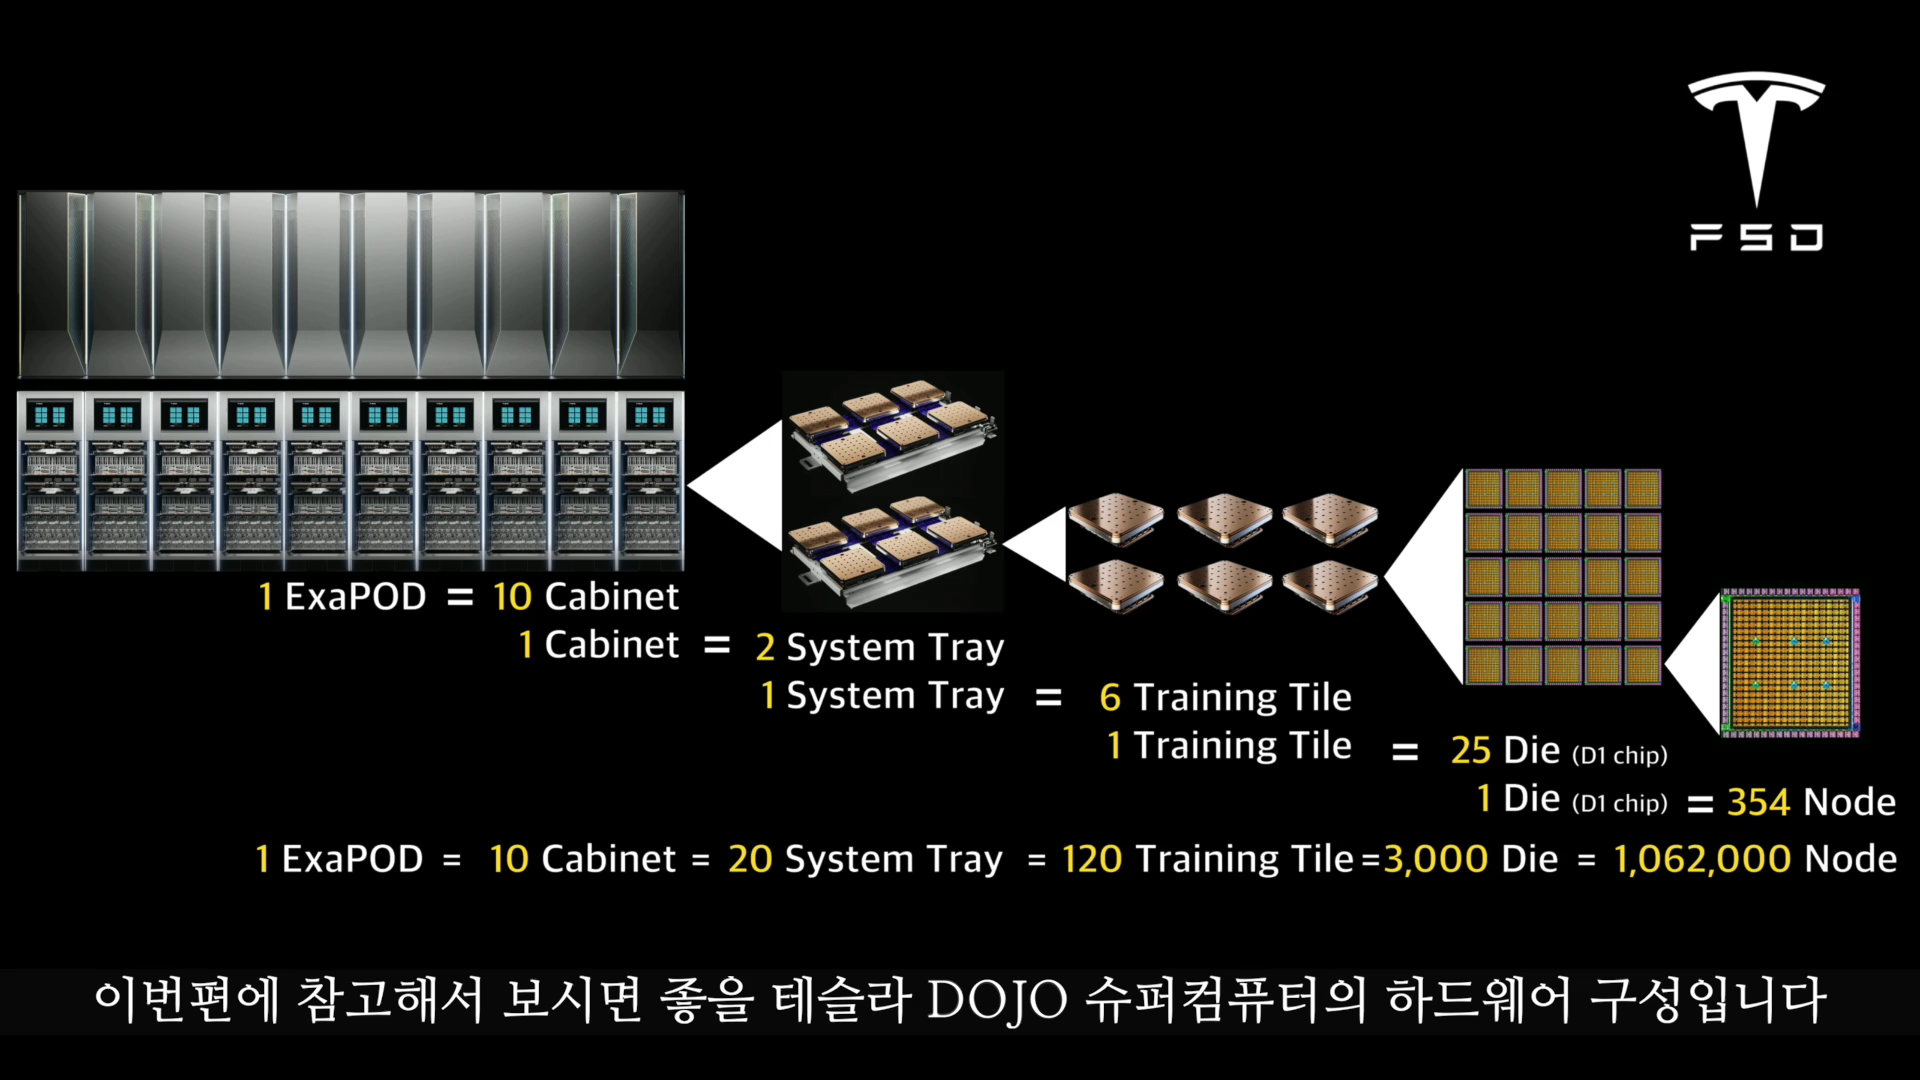 FSD
1 ExaPOD = 10 Cabinet
1 Cabinet = 2 System Tray
1 System Tray = 6 Training Tile
1 Training Tile = 25 Die (D1 chip)
1 Die (D1 chip) = 354 Node
1 ExaPOD = 10 Cabinet = 20 System Tray = 120 Training Tile = 3,000 Die = 1,062,000 Node
이번편에 참고해서 보시면 좋을 테슬라 DOJO 슈퍼컴퓨터의 하드웨어 구성입니다